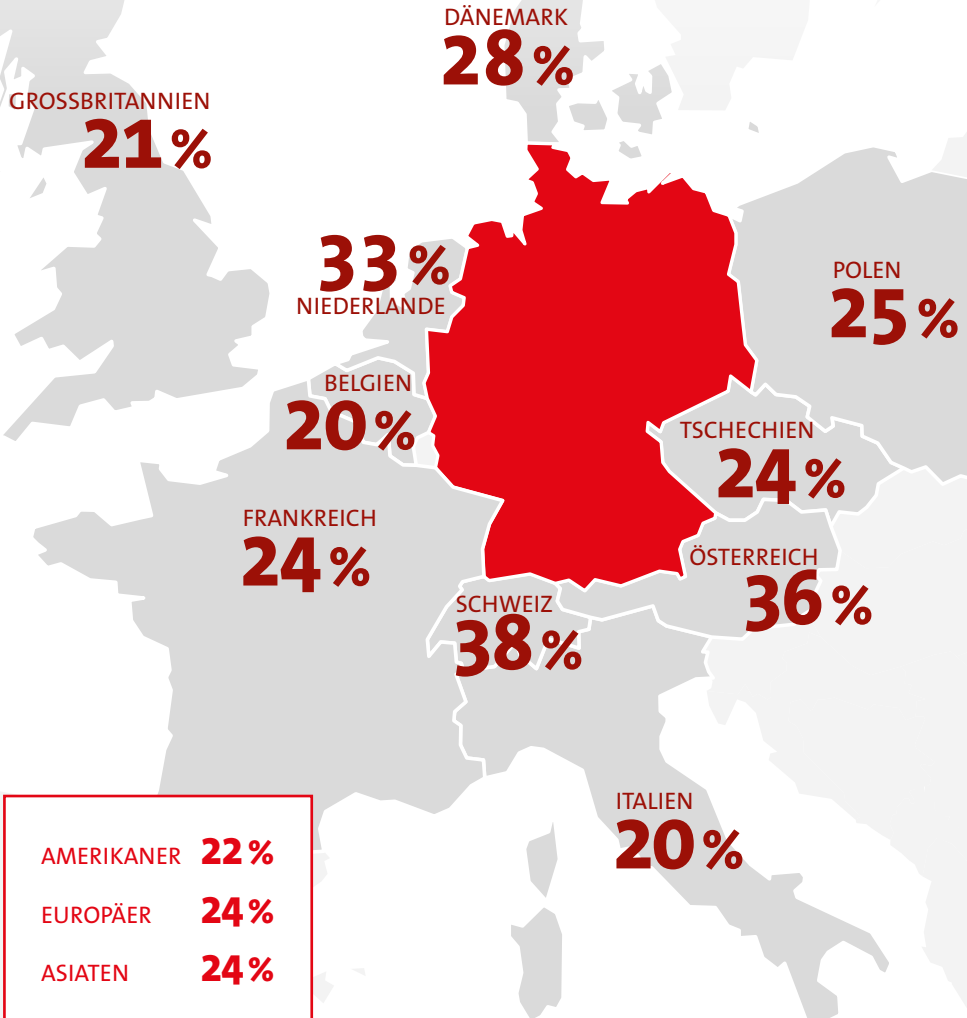 DÄNEMARK
28 %
GROSSBRITANNIEN
21 %
33 %
NIEDERLANDE
POLEN
25 %
BELGIEN
20 %
TSCHECHIEN
24 %
FRANKREICH
24 %
ÖSTERREICH
36 %
SCHWEIZ
38 %
ITALIEN
20 %
AMERIKANER 22 %
EUROPÄER 24 %
ASIATEN 24 %